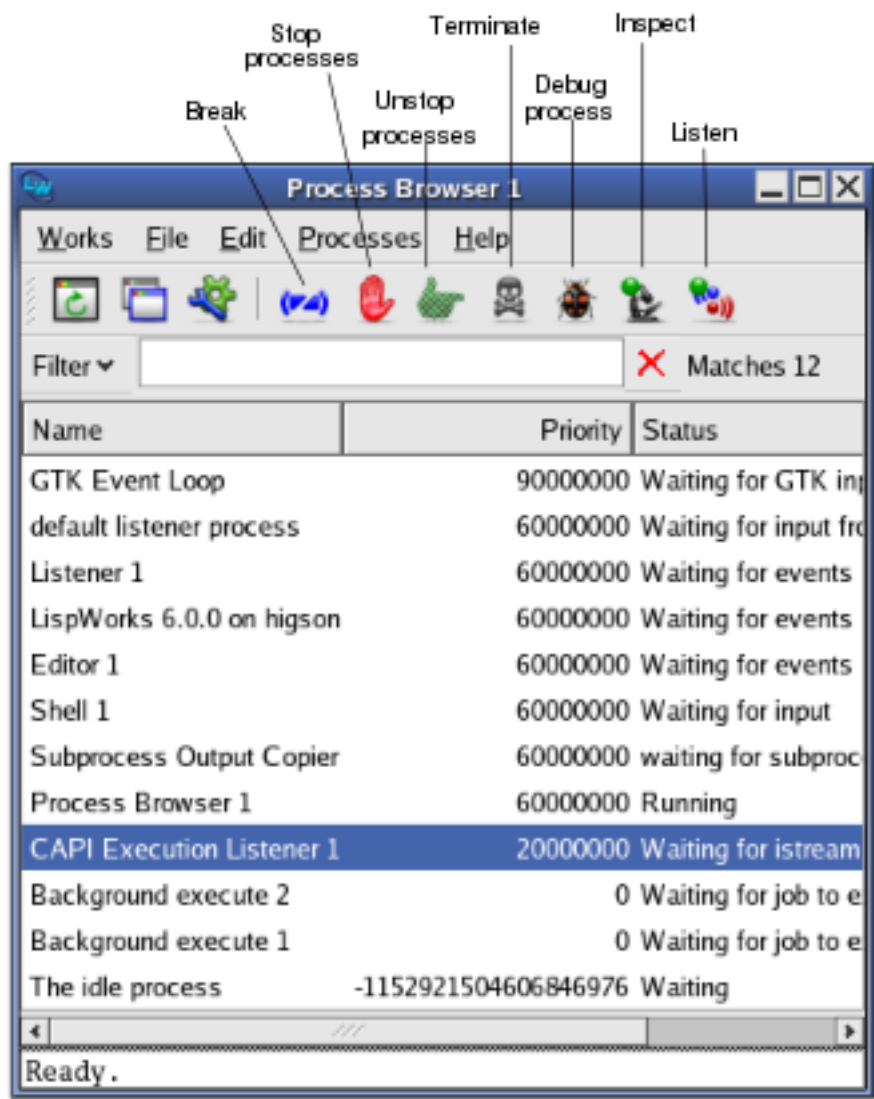 Stop processes
Terminate
Inspect
Break
Unstop processes
Debug process
Listen
LW
Process Browser 1
Works File Edit Processes Help
Filter Matches 12
Name Priority Status
GTK Event Loop 90000000 Waiting for GTK inp
default listener process 60000000 Waiting for input fro
Listener 1 60000000 Waiting for events
LispWorks 6.0.0 on higson 60000000 Waiting for events
Editor 1 60000000 Waiting for events
Shell 1 60000000 Waiting for input
Subprocess Output Copier 60000000 waiting for subproc
Process Browser 1 60000000 Running
CAPI Execution Listener 1 20000000 Waiting for istream
Background execute 2 0 Waiting for job to e
Background execute 1 0 Waiting for job to e
The idle process -1152921504606846976 Waiting
Ready.